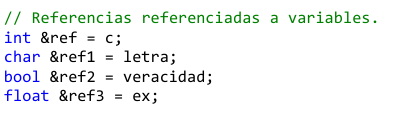 // Referencias referenciadas a variables.
int &ref = c;
char &ref1 = letra;
bool &ref2 = veracidad;
float &ref3 = ex;